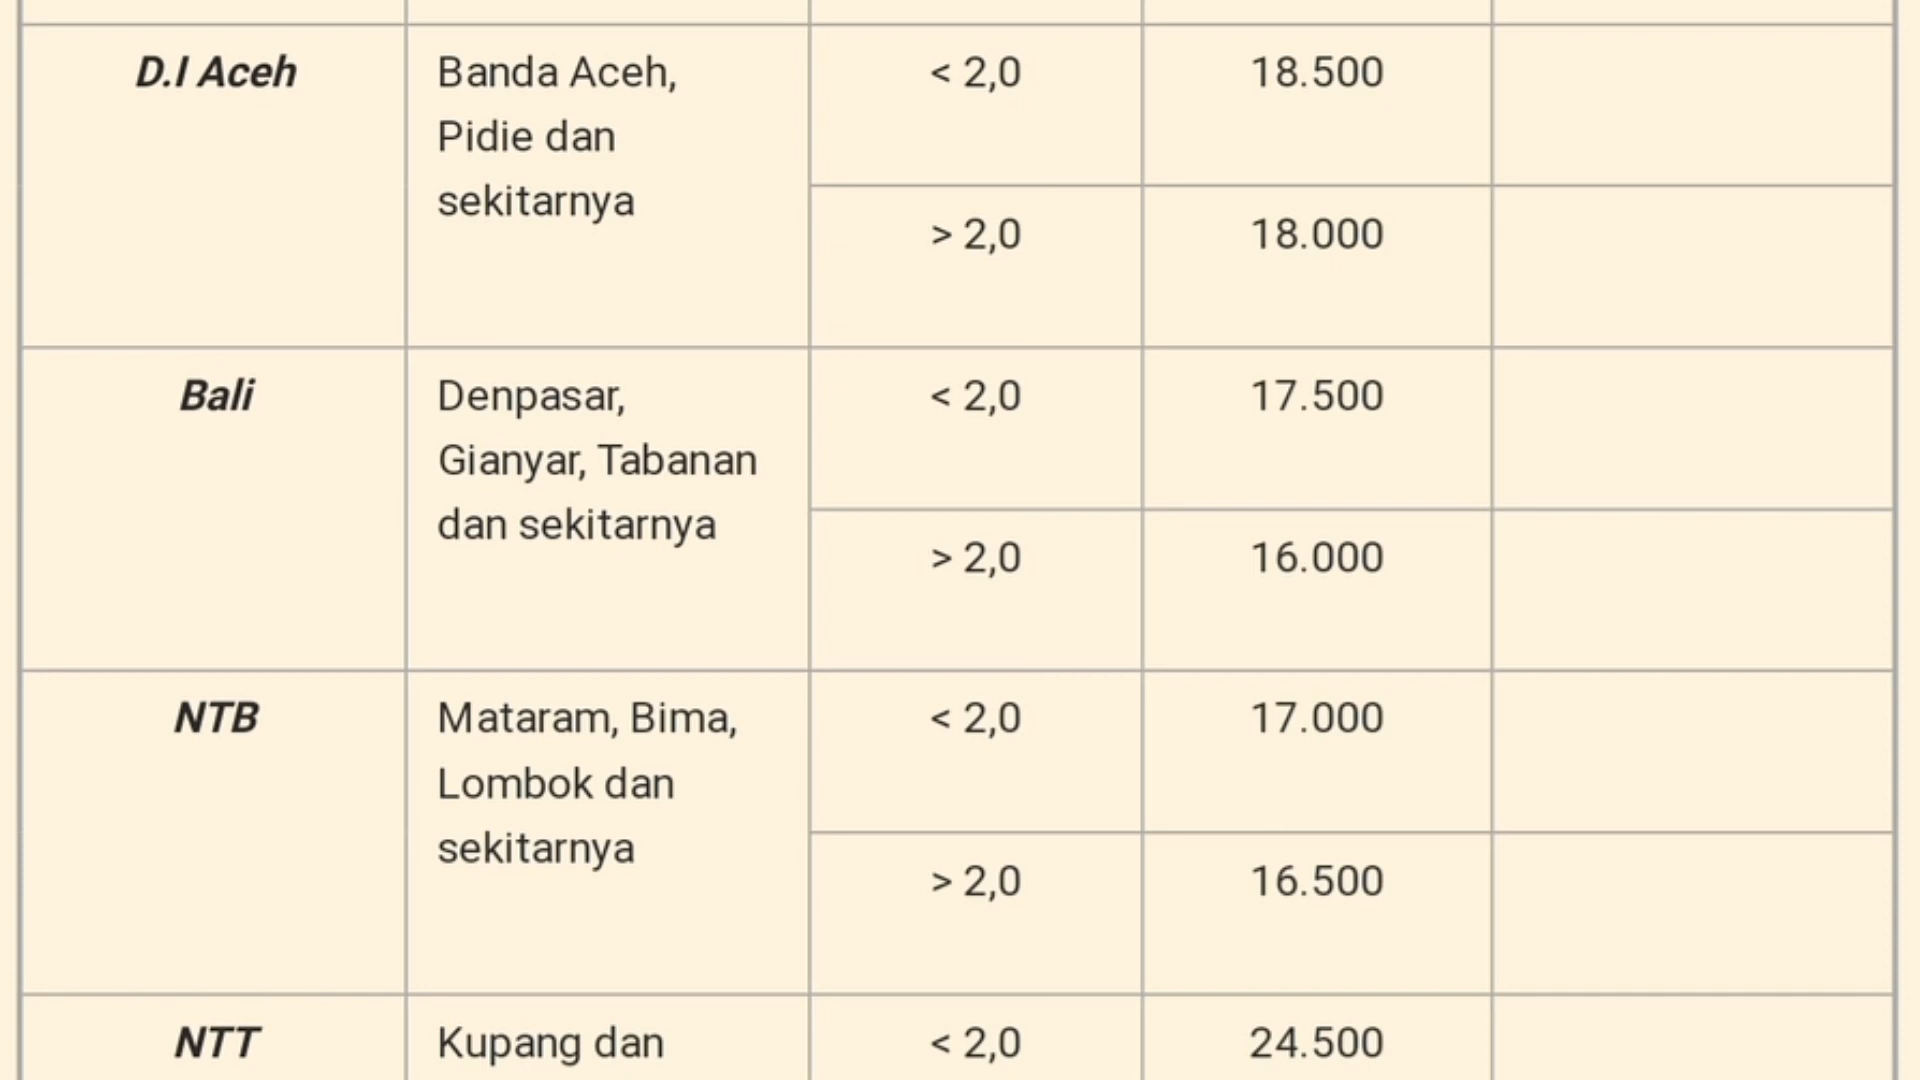 D.I Aceh
Banda Aceh,
Pidie dan
sekitarnya
< 2,0
18.500
> 2,0
18.000
Bali
Denpasar,
Gianyar, Tabanan
dan sekitarnya
< 2,0
17.500
> 2,0
16.000
NTB
Mataram, Bima,
Lombok dan
sekitarnya
< 2,0
17.000
> 2,0
16.500
NTT
Kupang dan
< 2,0
24.500